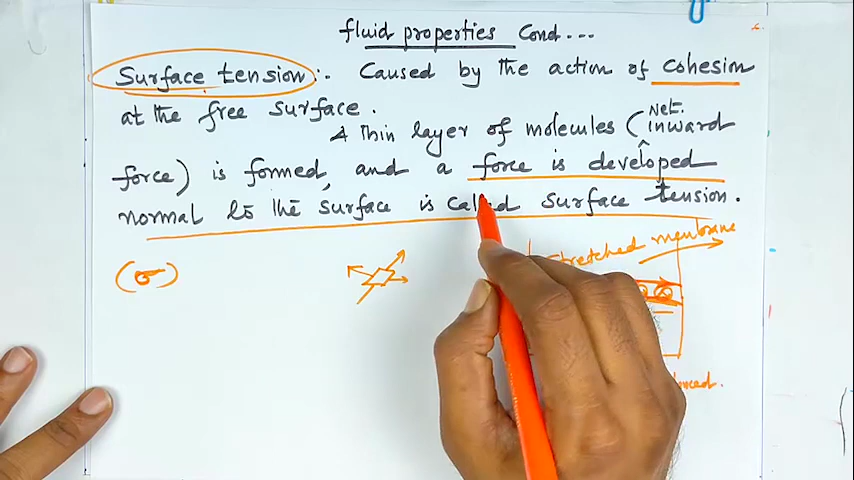 fluid properties Cond...
Surface tension :. Caused by the action of cohesion
at the free surface.
A thin layer of molecules (Net inward
force) is formed, and a force is developed
normal to the surface is called surface tension.
(σ)
stretched membrane